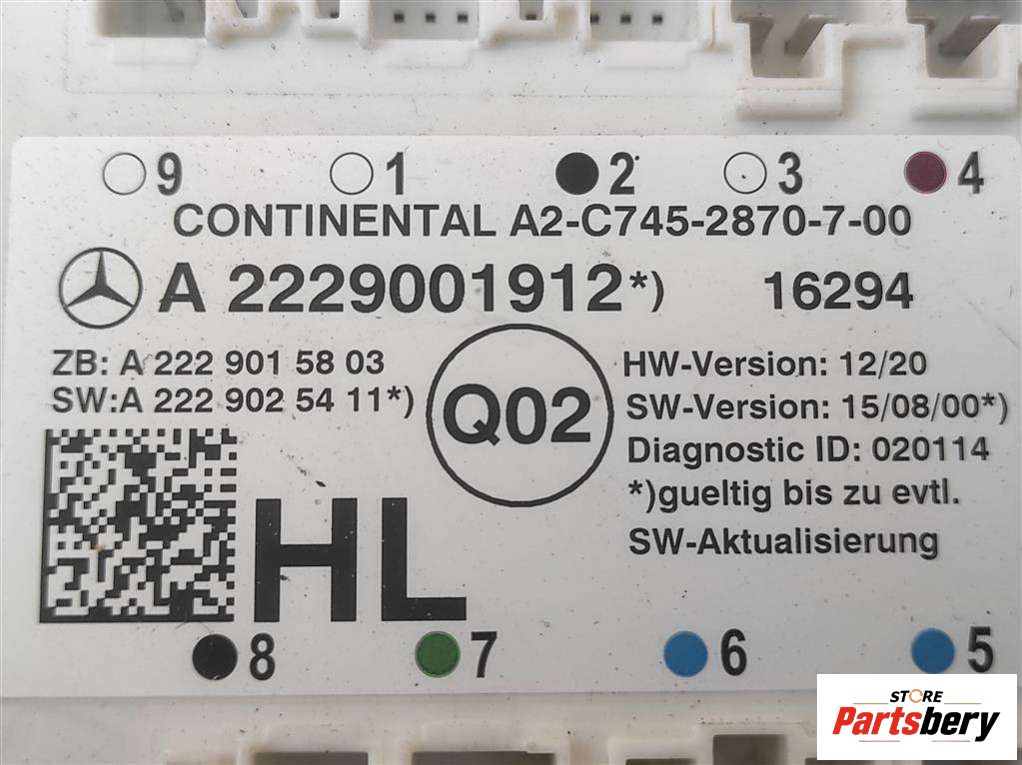 9 1 2 3 4
CONTINENTAL A2-C745-2870-7-00
A 2229001912*) 16294
ZB: A 222 901 58 03
SW:A 222 902 54 11*)
Q02
HW-Version: 12/20
SW-Version: 15/08/00*)
Diagnostic ID: 020114
*)gueltig bis zu evtl.
SW-Aktualisierung
HL
8 7 6 5
STORE
Partsbery